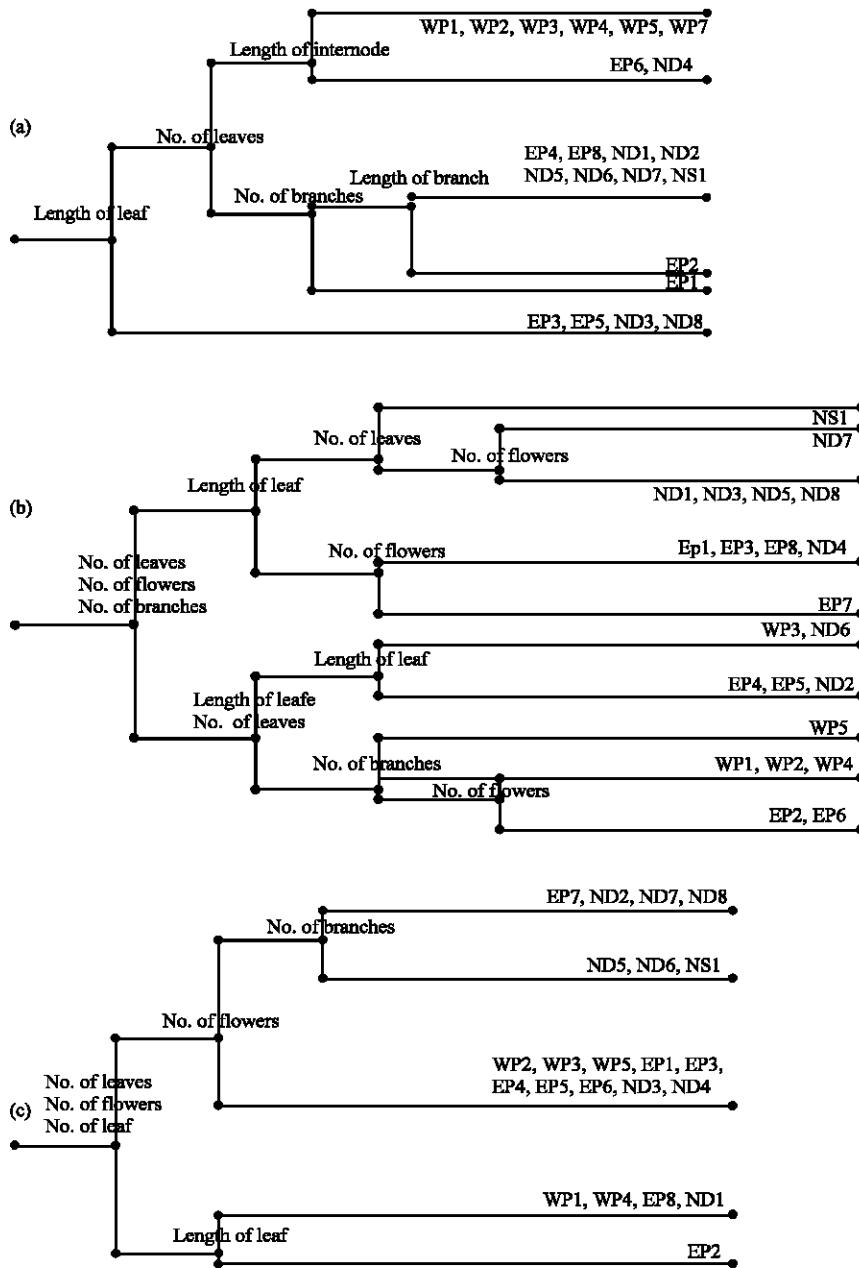 WP1, WP2, WP3, WP4, WP5, WP7
Length of internode
EP6, ND4
(a)
No. of leaves
EP4, EP8, ND1, ND2
ND5, ND6, ND7, NS1
Length of branch
No. of branches
Length of leaf
EP2
EP1
EP3, EP5, ND3, ND8
NS1
No. of leaves
ND7
No. of flowers
Length of leaf
ND1, ND3, ND5, ND8
(b)
No. of flowers
Ep1, EP3, EP8, ND4
No. of leaves
No. of flowers
No. of branches
EP7
WP3, ND6
Length of leaf
EP4, EP5, ND2
Length of leafe
No. of leaves
WP5
No. of branches
WP1, WP2, WP4
No. of flowers
EP2, EP6
EP7, ND2, ND7, ND8
No. of branches
ND5, ND6, NS1
No. of flowers
WP2, WP3, WP5, EP1, EP3,
EP4, EP5, EP6, ND3, ND4
No. of leaves
No. of flowers
(c)
No. of leaf
WP1, WP4, EP8, ND1
Length of leaf
EP2